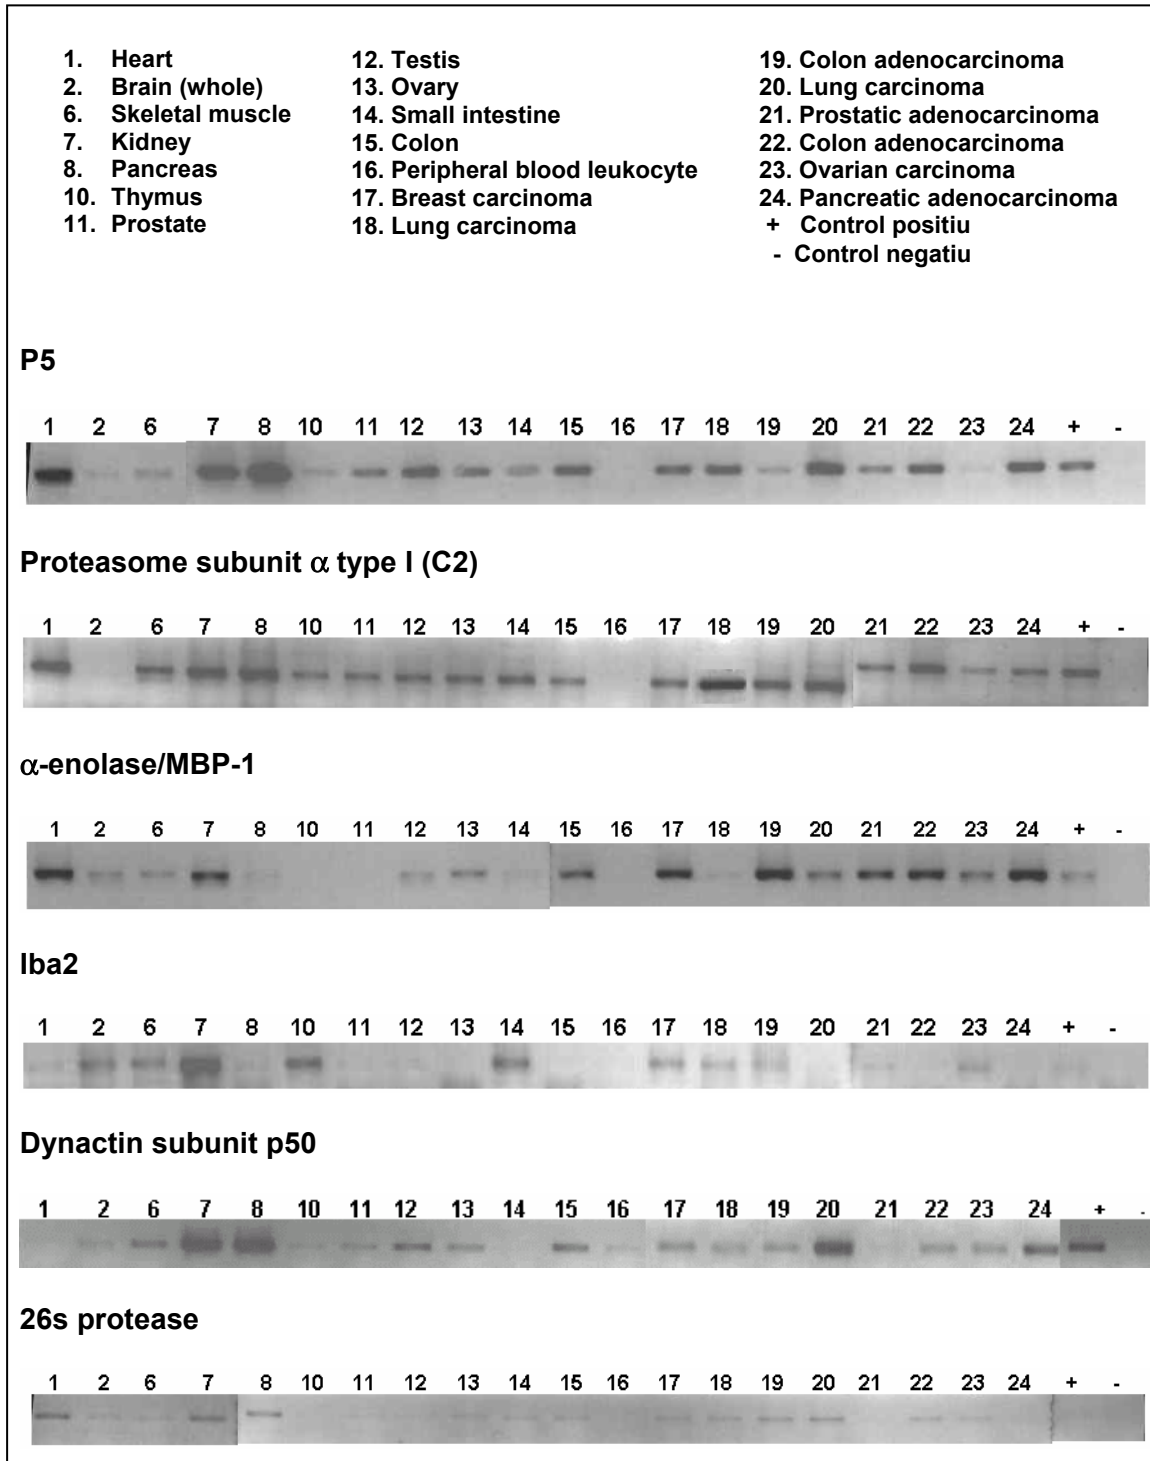 1. Heart
2. Brain (whole)
6. Skeletal muscle
7. Kidney
8. Pancreas
10. Thymus
11. Prostate
12. Testis
13. Ovary
14. Small intestine
15. Colon
16. Peripheral blood leukocyte
17. Breast carcinoma
18. Lung carcinoma
19. Colon adenocarcinoma
20. Lung carcinoma
21. Prostatic adenocarcinoma
22. Colon adenocarcinoma
23. Ovarian carcinoma
24. Pancreatic adenocarcinoma
+ Control positiu
- Control negatiu
P5
1 2 6 7 8 10 11 12 13 14 15 16 17 18 19 20 21 22 23 24 + -
Proteasome subunit α type I (C2)
1 2 6 7 8 10 11 12 13 14 15 16 17 18 19 20 21 22 23 24 + -
α-enolase/MBP-1
1 2 6 7 8 10 11 12 13 14 15 16 17 18 19 20 21 22 23 24 + -
Iba2
1 2 6 7 8 10 11 12 13 14 15 16 17 18 19 20 21 22 23 24 + -
Dynactin subunit p50
1 2 6 7 8 10 11 12 13 14 15 16 17 18 19 20 21 22 23 24 + -
26s protease
1 2 6 7 8 10 11 12 13 14 15 16 17 18 19 20 21 22 23 24 + -